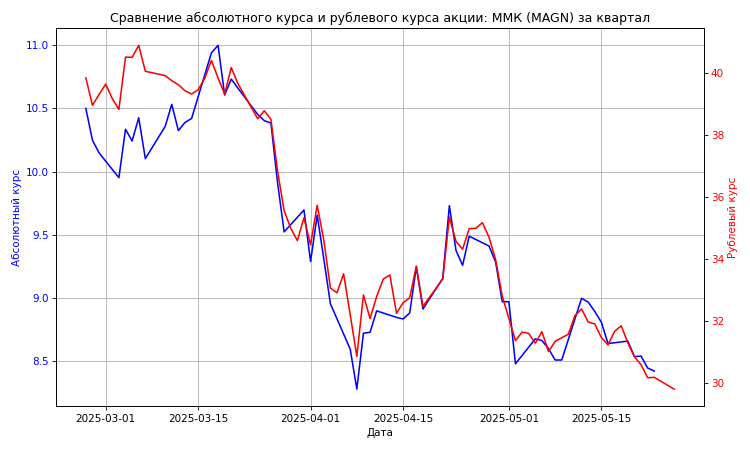 Сравнение абсолютного курса и рублевого курса акции: ММК (MAGN) за квартал
11.0
10.5
10.0
9.5
9.0
8.5
Абсолютный курс
40
38
36
34
32
30
Рублевый курс
2025-03-01 2025-03-15 2025-04-01 2025-04-15 2025-05-01 2025-05-15
Дата